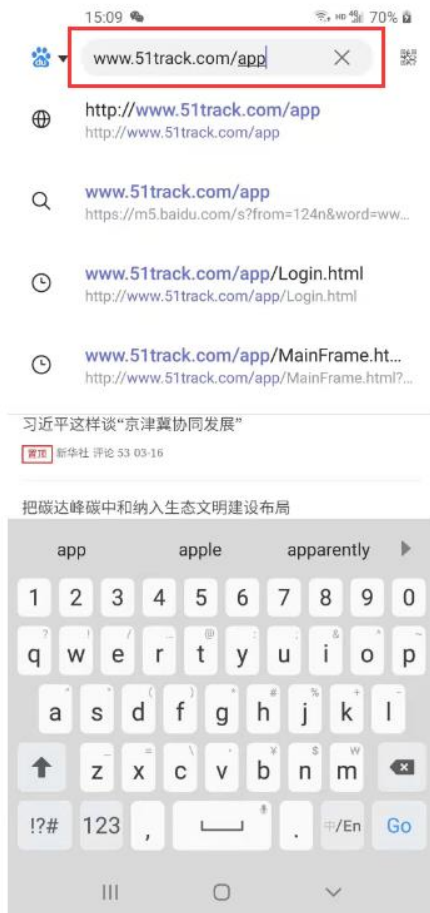 15:09 HD 4G 70%
du www.51track.com/app
http://www.51track.com/app
http://www.51track.com/app
www.51track.com/app
https://m5.baidu.com/s?from=124n&word=ww...
www.51track.com/app/Login.html
http://www.51track.com/app/Login.html
www.51track.com/app/MainFrame.ht...
http://www.51track.com/app/MainFrame.html?...
习近平这样谈“京津冀协同发展”
置顶 新华社 评论 53 03-16
把碳达峰碳中和纳入生态文明建设布局
app apple apparently
1 2 3 4 5 6 7 8 9 0
q w e r t y u i o p
a s d f g h j k l
z x c v b n m
!?# 123 , . 中/En Go